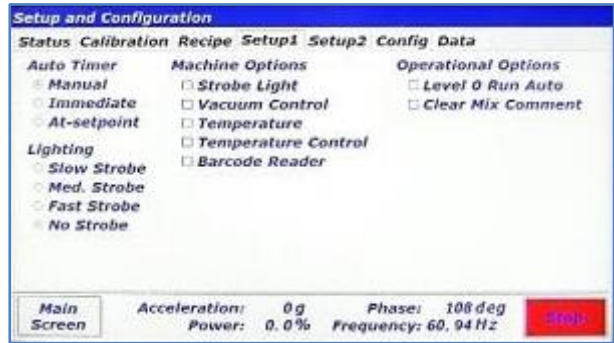 Setup and Configuration
Status Calibration Recipe Setup1 Setup2 Config Data
Auto Timer
Manual
Immediate
At-setpoint
Lighting
Slow Strobe
Med. Strobe
Fast Strobe
No Strobe
Machine Options
Strobe Light
Vacuum Control
Temperature
Temperature Control
Barcode Reader
Operational Options
Level 0 Run Auto
Clear Mix Comment
Main Screen
Acceleration: 0 g
Power: 0.0%
Phase: 108 deg
Frequency: 60.94 Hz
Stop